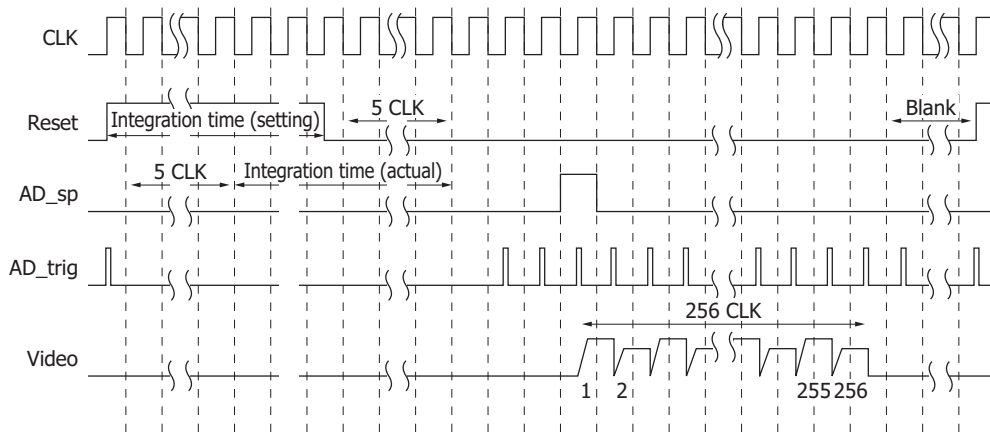 CLK
Reset
Integration time (setting)
5 CLK
Blank
AD_sp
5 CLK
Integration time (actual)
AD_trig
256 CLK
Video
1 2 255 256